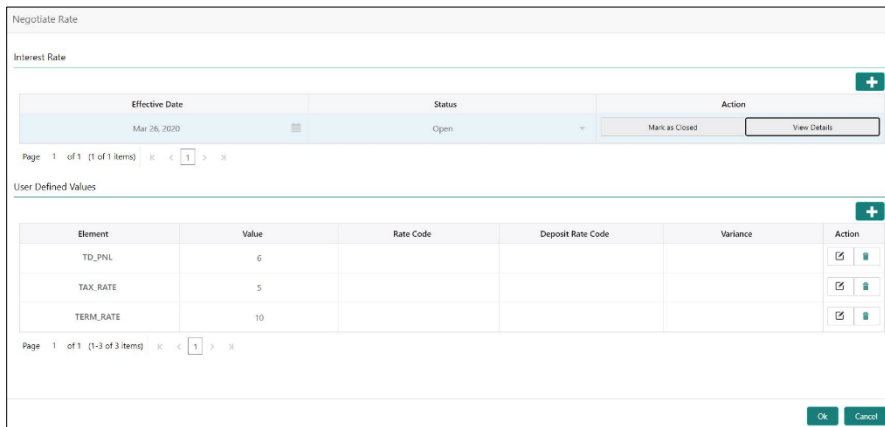 Negotiate Rate
Interest Rate
Effective Date Status Action
Mar 26, 2020 Open Mark as Closed View Details
Page 1 of 1 (1 of 1 items) 1
User Defined Values
Element Value Rate Code Deposit Rate Code Variance Action
TD_PNL 6
TAX_RATE 5
TERM_RATE 10
Page 1 of 1 (1-3 of 3 items) 1
Ok Cancel